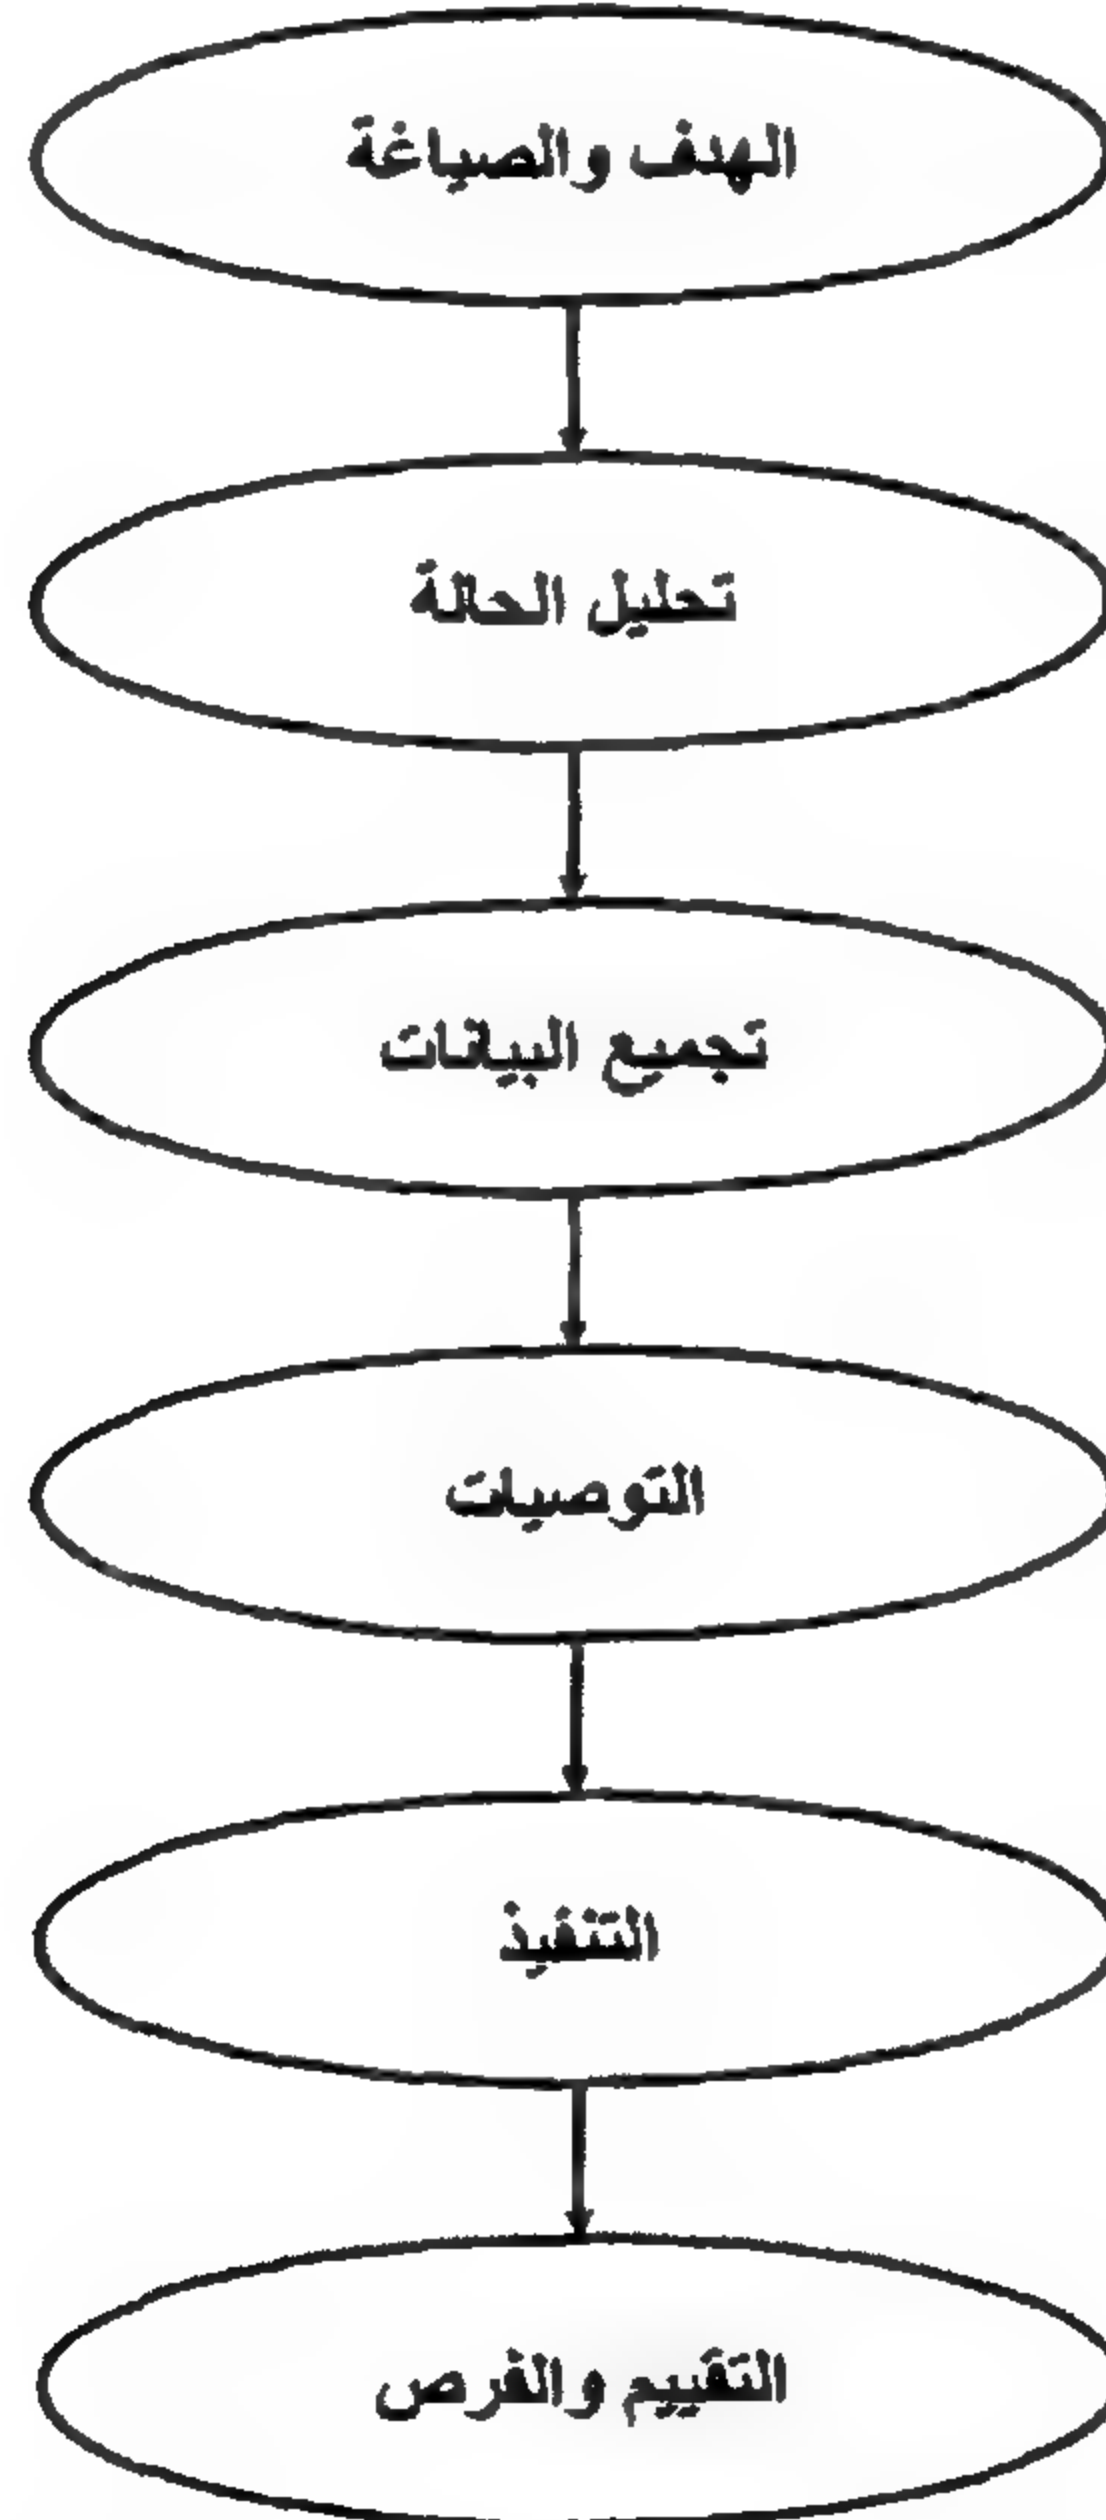 الهدف والصياغة
تحليل الحالة
تجميع البيانات
التوصيات
التنفيذ
التقييم والفرص